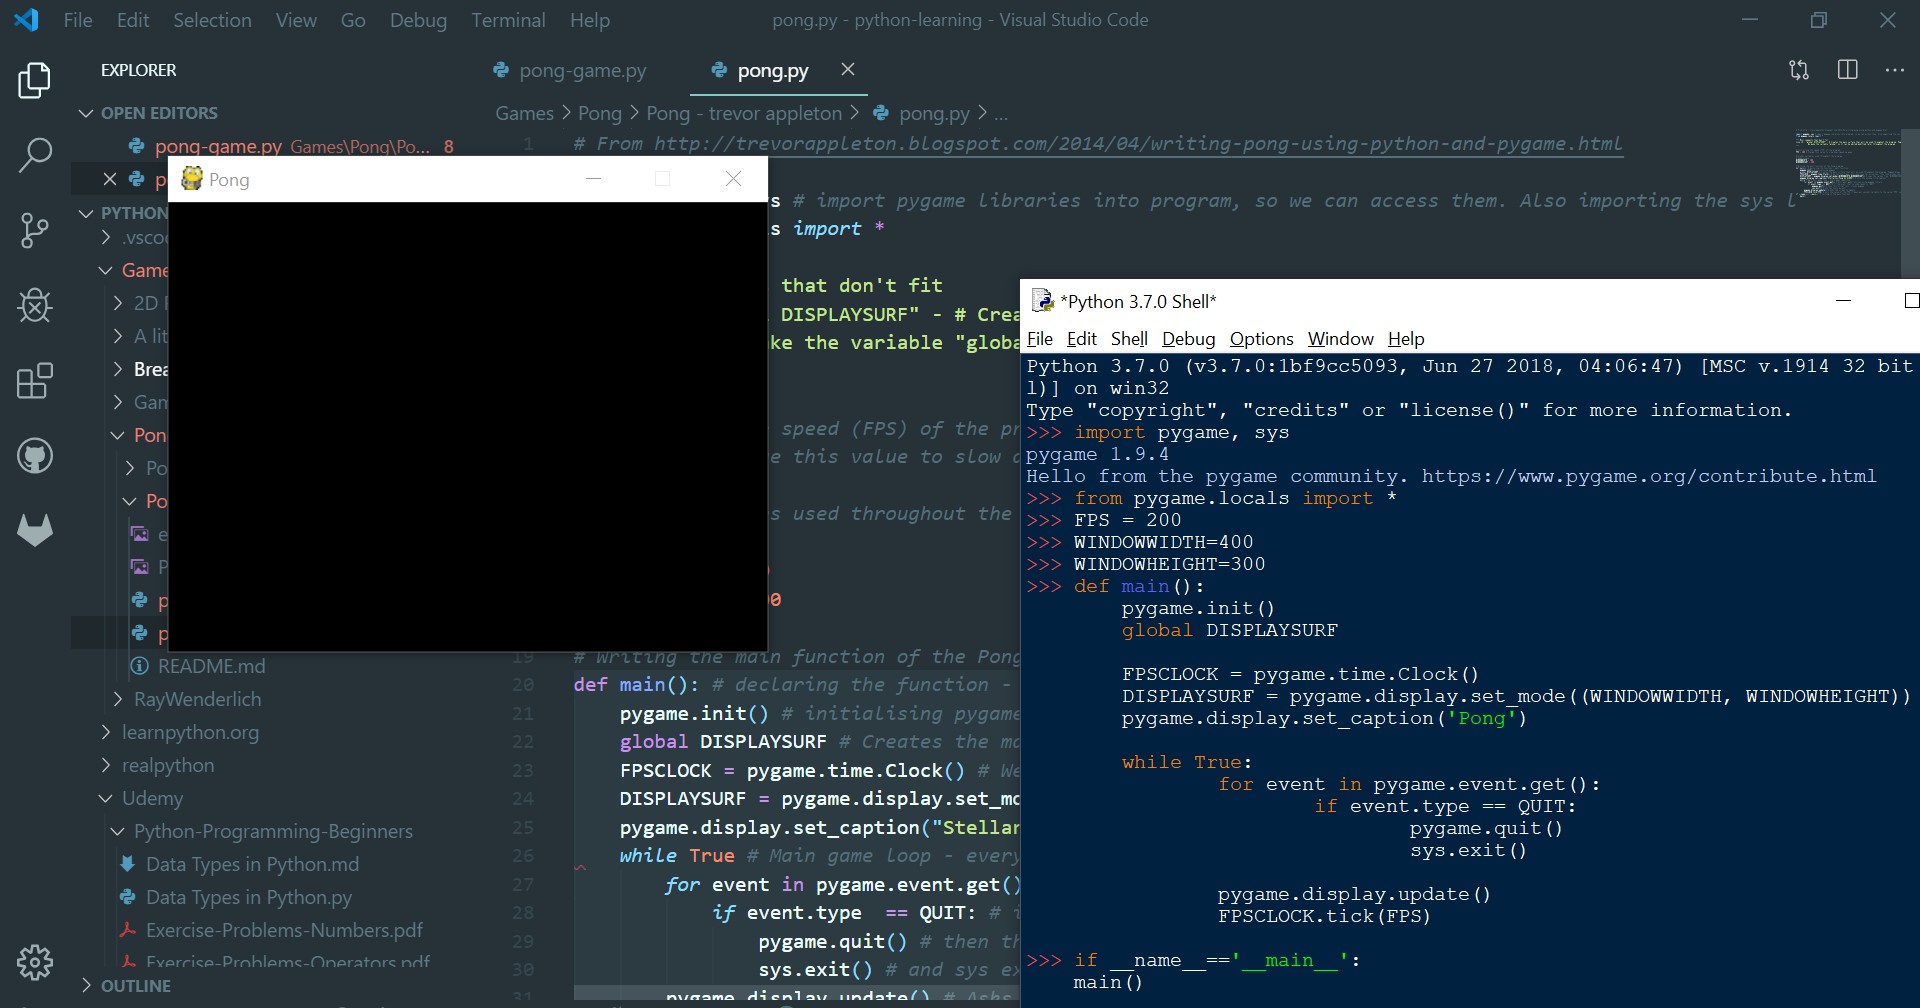 File Edit Selection View Go Debug Terminal Help
pong.py - python-learning - Visual Studio Code
EXPLORER
OPEN EDITORS
pong-game.py Games\Pong\Po... 8
p
PYTHON
.vsco
Game
2D
A lit
Brea
Gam
Pon
Po
Po
e
P
p
p
README.md
RayWenderlich
learnpython.org
realpython
Udemy
Python-Programming-Beginners
Data Types in Python.md
Data Types in Python.py
Exercise-Problems-Numbers.pdf
Exercise-Problems-Operators.pdf
OUTLINE
pong-game.py
pong.py
Games > Pong > Pong - trevor appleton > pong.py > ...
1 # From http://trevorappleton.blogspot.com/2014/04/writing-pong-using-python-and-pygame.html
s # import pygame libraries into program, so we can access them. Also importing the sys l
s import *
that don't fit
DISPLAYSURF" - # Crea
ke the variable "globa
speed (FPS) of the pr
e this value to slow d
s used throughout the
00
19 # Writing the main function of the Pong
20 def main(): # declaring the function -
21 pygame.init() # initialising pygame
22 global DISPLAYSURF # Creates the ma
23 FPSCLOCK = pygame.time.Clock() # We
24 DISPLAYSURF = pygame.display.set_mo
25 pygame.display.set_caption("Stellar
26 while True # Main game loop - every
27 for event in pygame.event.get()
28 if event.type  == QUIT: # i
29 pygame.quit() # then th
30 sys.exit() # and sys ex
31 pygame.display.update() #
Pong
*Python 3.7.0 Shell*
File Edit Shell Debug Options Window Help
Python 3.7.0 (v3.7.0:1bf9cc5093, Jun 27 2018, 04:06:47) [MSC v.1914 32 bit
l)] on win32
Type "copyright", "credits" or "license()" for more information.
>>> import pygame, sys
pygame 1.9.4
Hello from the pygame community. https://www.pygame.org/contribute.html
>>> from pygame.locals import *
>>> FPS = 200
>>> WINDOWWIDTH=400
>>> WINDOWHEIGHT=300
>>> def main():
pygame.init()
global DISPLAYSURF
FPSCLOCK = pygame.time.Clock()
DISPLAYSURF = pygame.display.set_mode((WINDOWWIDTH, WINDOWHEIGHT))
pygame.display.set_caption('Pong')
while True:
for event in pygame.event.get():
if event.type == QUIT:
pygame.quit()
sys.exit()
pygame.display.update()
FPSCLOCK.tick(FPS)
>>> if __name__=='__main__':
main()